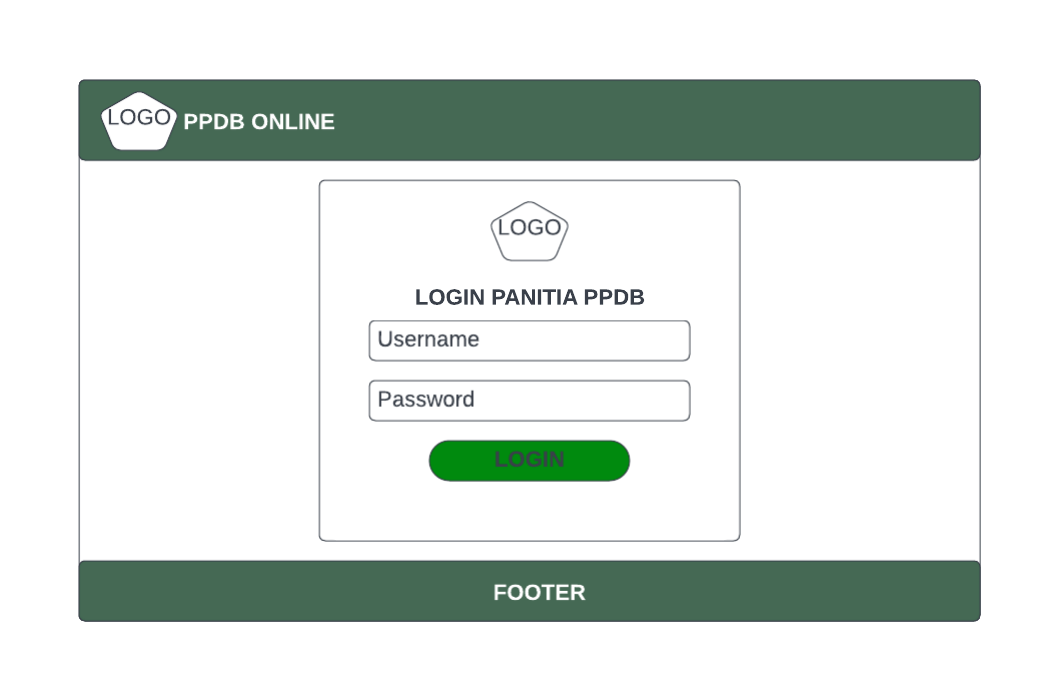 LOGO PPDB ONLINE
LOGO
LOGIN PANITIA PPDB
Username
Password
LOGIN
FOOTER